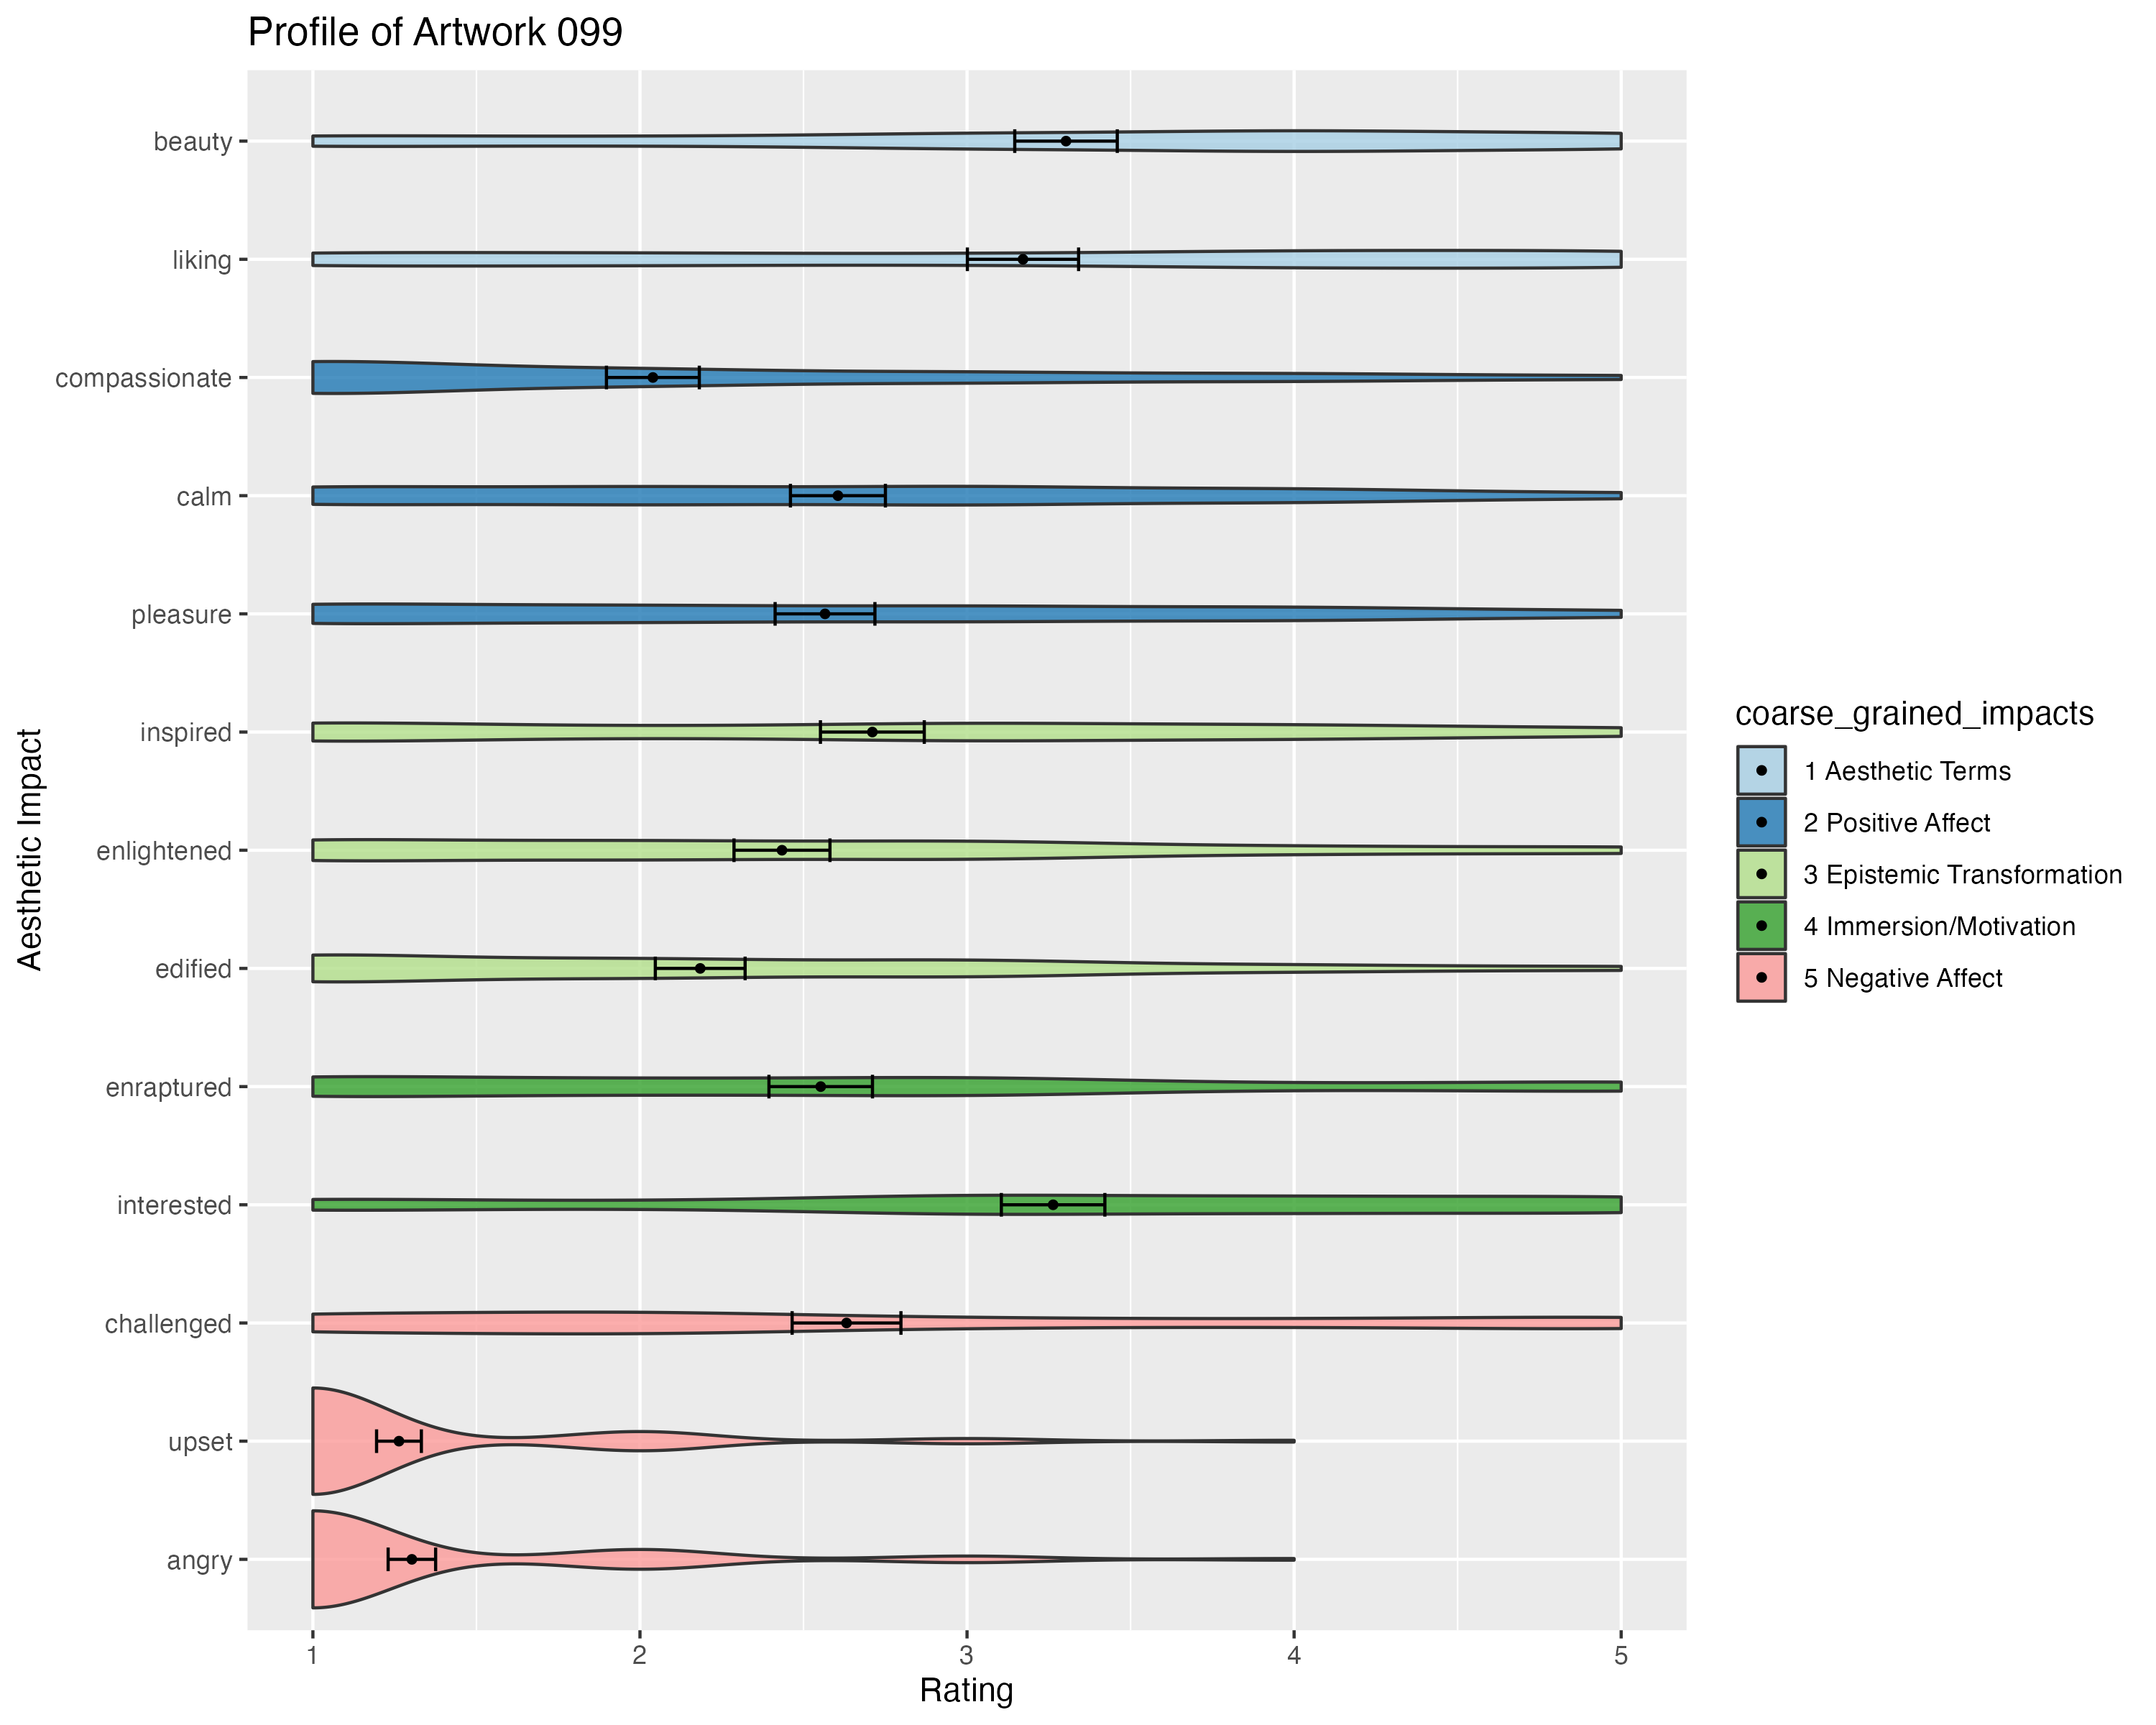 Profile of Artwork 099
Aesthetic Impact
beauty
liking
compassionate
calm
pleasure
inspired
enlightened
edified
enraptured
interested
challenged
upset
angry
1 2 3 4 5
Rating
coarse_grained_impacts
1 Aesthetic Terms
2 Positive Affect
3 Epistemic Transformation
4 Immersion/Motivation
5 Negative Affect